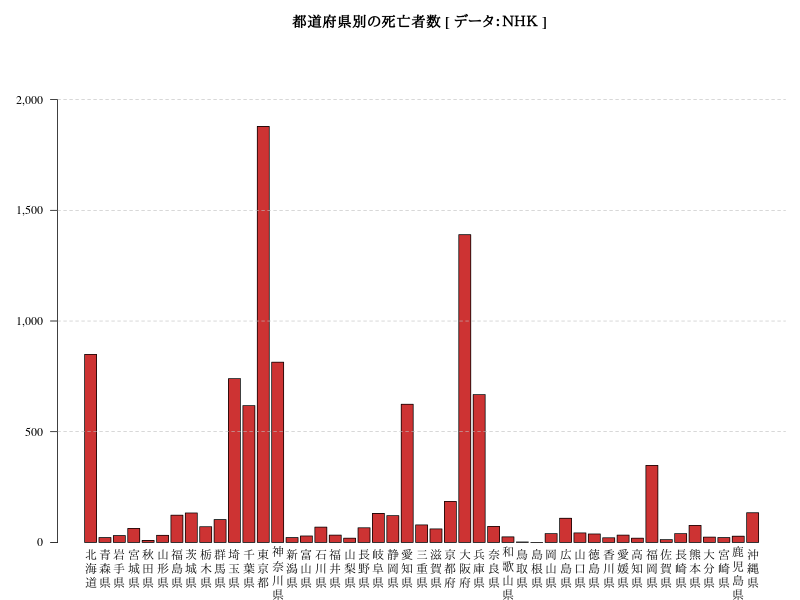 都道府県別の死亡者数 [ データ：NHK ]
2,000
1,500
1,000
500
0
北海道
青森県
岩手県
宮城県
秋田県
山形県
福島県
茨城県
栃木県
群馬県
埼玉県
千葉県
東京都
神奈川県
新潟県
富山県
石川県
福井県
山梨県
長野県
岐阜県
静岡県
愛知県
三重県
滋賀県
京都府
大阪府
兵庫県
奈良県
和歌山県
鳥取県
島根県
岡山県
広島県
山口県
徳島県
香川県
愛媛県
高知県
福岡県
佐賀県
長崎県
熊本県
大分県
宮崎県
鹿児島県
沖縄県